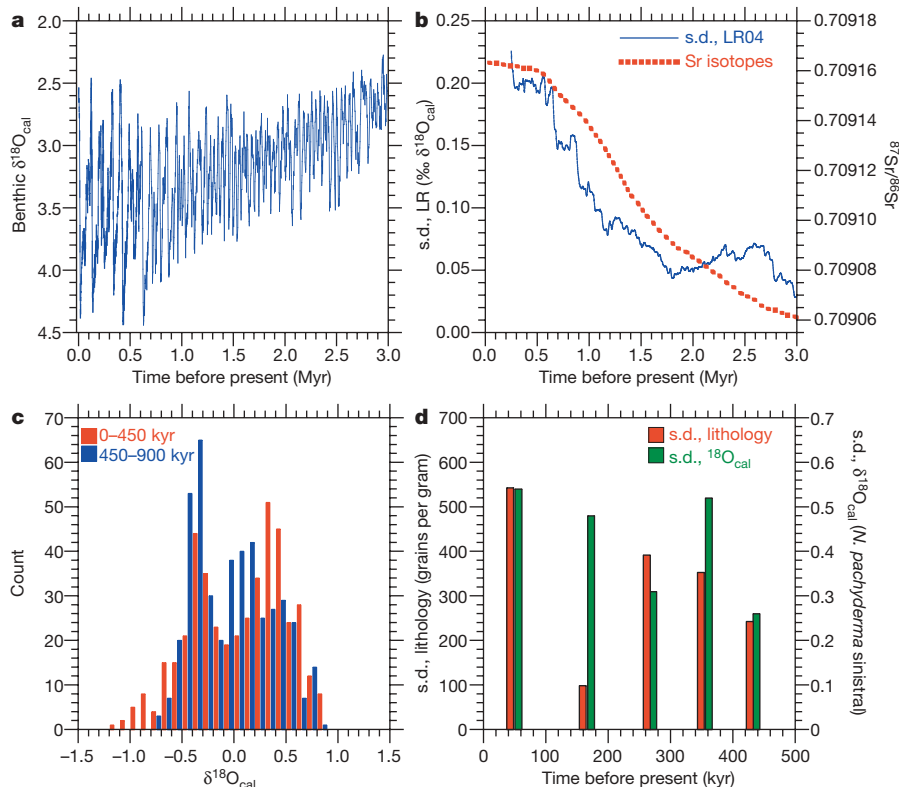 a
2.0
2.5
3.0
3.5
4.0
4.5
Benthic δ¹⁸O_cal
0.0 0.5 1.0 1.5 2.0 2.5 3.0
Time before present (Myr)
b
0.25
0.20
0.15
0.10
0.05
0.00
s.d., LR (‰ δ¹⁸O_cal)
s.d., LR04
Sr isotopes
0.70918
0.70916
0.70914
0.70912
0.70910
0.70908
0.70906
⁸⁷Sr/⁸⁶Sr
0.0 0.5 1.0 1.5 2.0 2.5 3.0
Time before present (Myr)
c
70
60
50
40
30
20
10
0
Count
0–450 kyr
450–900 kyr
–1.5 –1.0 –0.5 0.0 0.5 1.0 1.5
δ¹⁸O_cal
d
700
600
500
400
300
200
100
0
s.d., lithology (grains per gram)
s.d., lithology
s.d., ¹⁸O_cal
0.7
0.6
0.5
0.4
0.3
0.2
0.1
0
s.d., δ¹⁸O_cal (N. pachyderma sinistral)
0 100 200 300 400 500
Time before present (kyr)